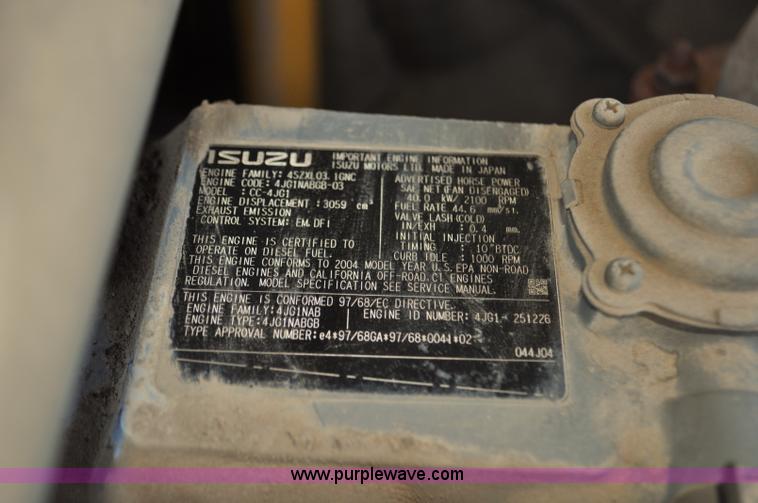 ISUZU IMPORTANT ENGINE INFORMATION
ISUZU MOTORS LTD. MADE IN JAPAN
ENGINE FAMILY: 4SZXL03.1GNC
ENGINE CODE: 4JG1NABGB-03
MODEL : CC-4JG1
ENGINE DISPLACEMENT :3059 cm³
EXHAUST EMISSION
CONTROL SYSTEM: EM,DFI
THIS ENGINE IS CERTIFIED TO
OPERATE ON DIESEL FUEL.
ADVERTISED HORSE POWER
SAE NET(FAN DISENGAGED)
40.0 kW/ 2100 RPM
FUEL RATE 44.6 mm³/st.
VALVE LASH(COLD)
IN/EXH : 0.4 mm
INITIAL INJECTION
TIMING : 10°BTDC
CURB IDLE : 1000 RPM
THIS ENGINE CONFORMS TO 2004 MODEL YEAR U.S.EPA NON-ROAD
DIESEL ENGINES AND CALIFORNIA OFF-ROAD.CI ENGINES
REGULATION. MODEL SPECIFICATION SEE SERVICE MANUAL.
THIS ENGINE IS CONFORMED 97/68/EC DIRECTIVE.
ENGINE FAMILY:4JG1NAB
ENGINE ID NUMBER: 4JG1- 251226
ENGINE TYPE:4JG1NABGB
TYPE APPROVAL NUMBER:e4*97/68GA*97/68*0041*02
044J04
www.purplewave.com